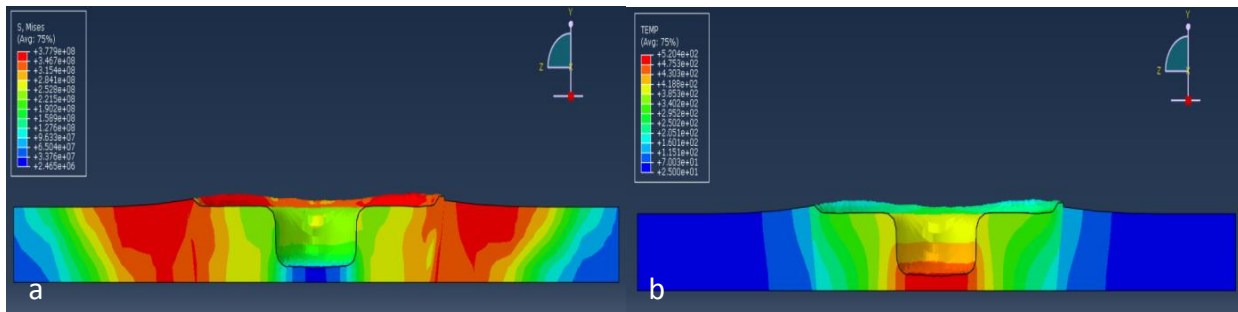 S, Mises
(Avg: 75%)
+3.779e+08
+3.467e+08
+3.154e+08
+2.841e+08
+2.528e+08
+2.215e+08
+1.902e+08
+1.589e+08
+1.276e+08
+9.633e+07
+6.504e+07
+3.376e+07
+2.465e+06
Y
Z
Z
a
TEMP
(Avg: 75%)
+5.204e+02
+4.753e+02
+4.303e+02
+4.188e+02
+3.853e+02
+3.402e+02
+2.952e+02
+2.502e+02
+2.051e+02
+1.601e+02
+1.151e+02
+7.003e+01
+2.500e+01
Y
Z
Z
b